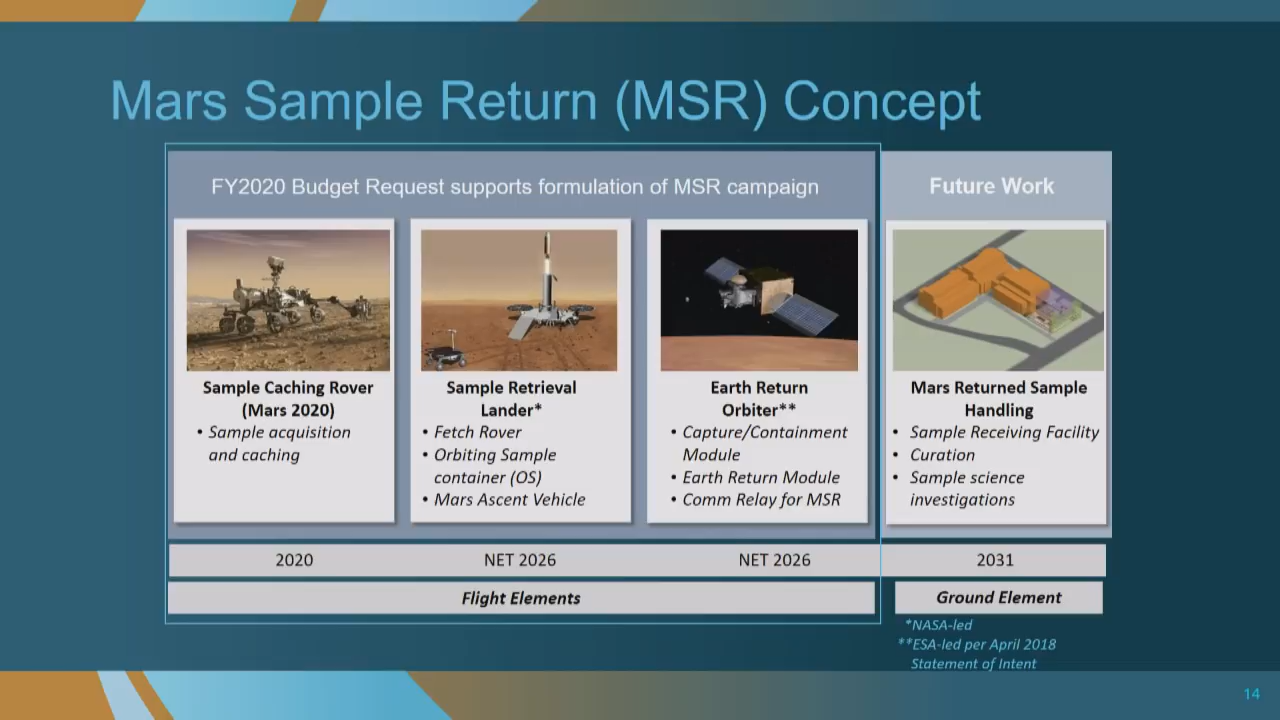 Mars Sample Return (MSR) Concept
FY2020 Budget Request supports formulation of MSR campaign
Future Work
Sample Caching Rover
(Mars 2020)
• Sample acquisition
and caching
Sample Retrieval
Lander*
• Fetch Rover
• Orbiting Sample
container (OS)
• Mars Ascent Vehicle
Earth Return
Orbiter**
• Capture/Containment
Module
• Earth Return Module
• Comm Relay for MSR
Mars Returned Sample
Handling
• Sample Receiving Facility
• Curation
• Sample science
investigations
2020
NET 2026
NET 2026
2031
Flight Elements
Ground Element
*NASA-led
**ESA-led per April 2018
Statement of Intent
14